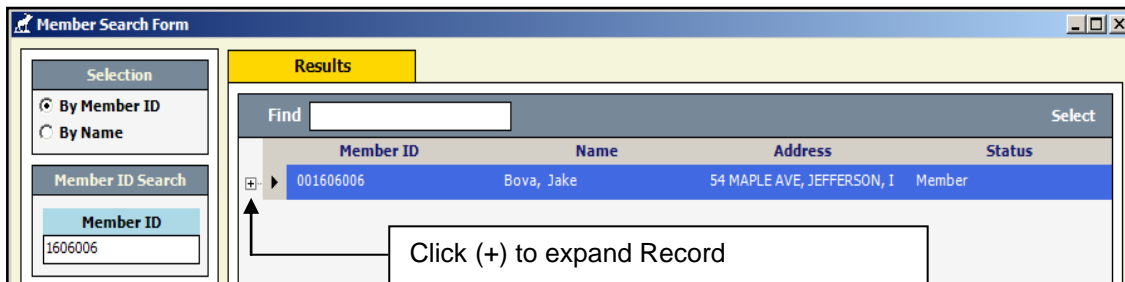 Member Search Form
Selection
By Member ID
By Name
Member ID Search
Member ID
1606006
Results
Find Select
Member ID Name Address Status
001606006 Bova, Jake 54 MAPLE AVE, JEFFERSON, I Member
Click (+) to expand Record